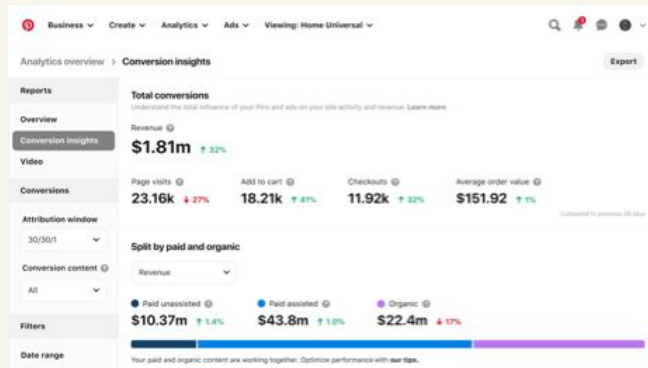 Business Create Analytics Ads Viewing: Home Universal
Analytics overview > Conversion insights Export
Reports
Overview
Conversion insights
Video
Conversions
Attribution window
30/30/1
Conversion content
All
Filters
Date range
Total conversions
Understand the total influence of your Pins and ads on your site activity and revenue. Learn more
Revenue
$1.81m ↑ 32%
Page visits Add to cart Checkouts Average order value
23.16k ↓ 27% 18.21k ↑ 41% 11.92k ↑ 32% $151.92 ↑ 1%
Compared to previous 28 days
Split by paid and organic
Revenue
Paid unassisted Paid assisted Organic
$10.37m ↑ 1.4% $43.8m ↑ 1.0% $22.4m ↓ 17%
Your paid and organic content are working together. Optimize performance with our tips.